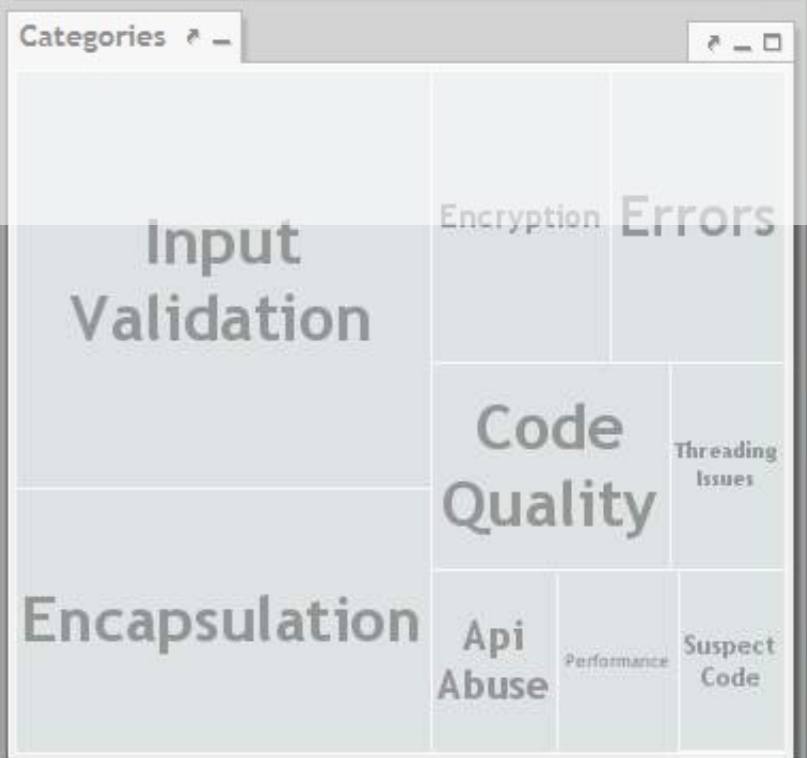 Categories
Input
Validation
Encryption
Errors
Code
Quality
Threading
Issues
Encapsulation
Api
Abuse
Performance
Suspect
Code